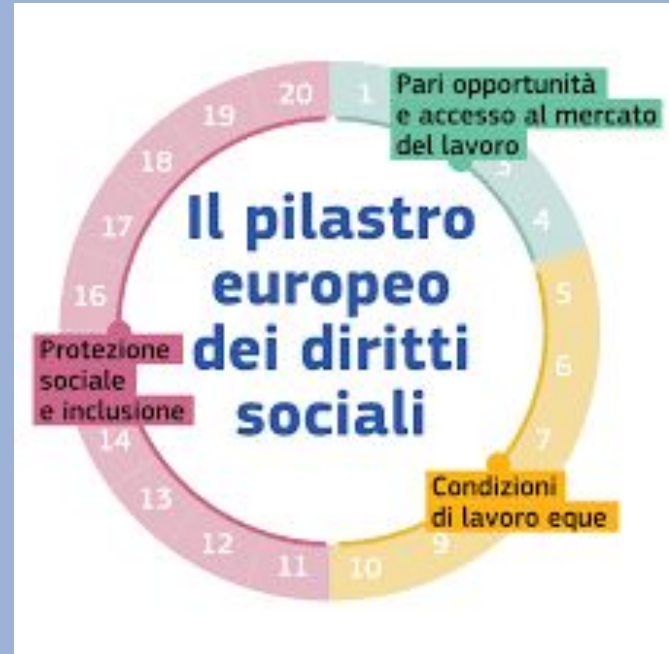 Il pilastro
europeo
dei diritti
sociali
Pari opportunità
e accesso al mercato
del lavoro
Condizioni
di lavoro eque
Protezione
sociale
e inclusione
1
3
4
5
6
7
9
10
11
12
13
14
16
17
18
19
20